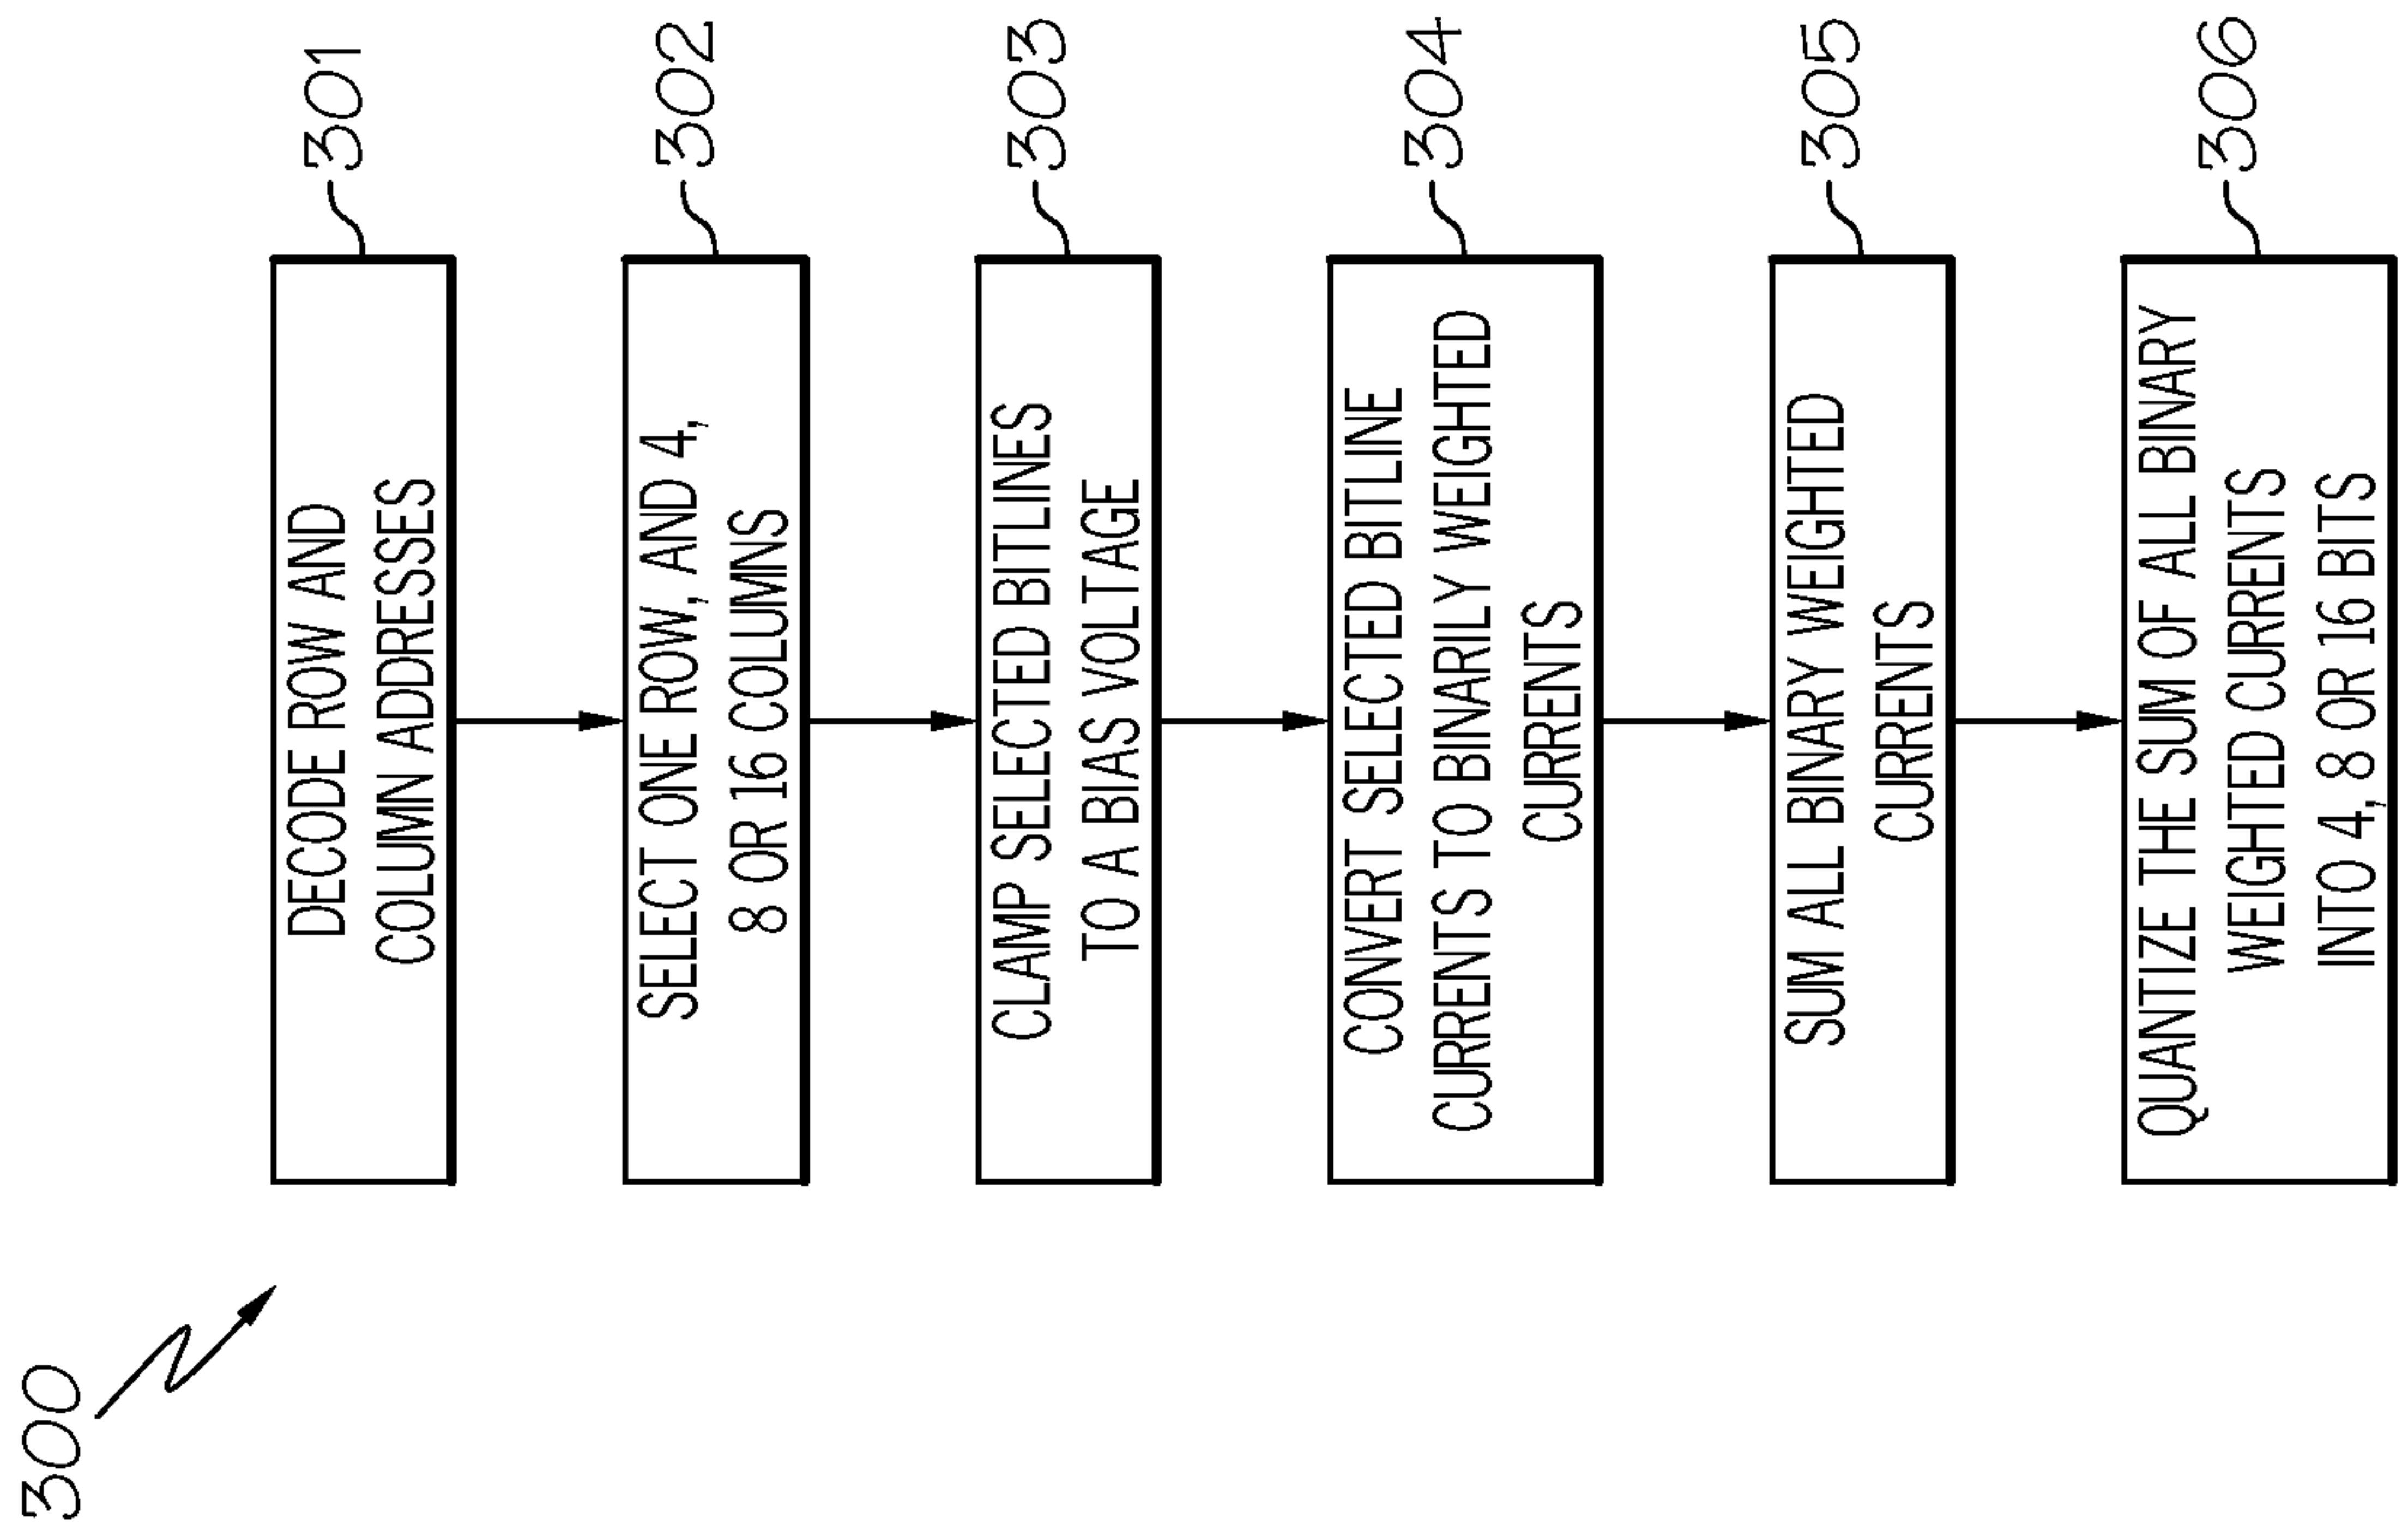 300
DECODE ROW AND
COLUMN ADDRESSES
301
SELECT ONE ROW, AND 4,
8 OR 16 COLUMNS
302
CLAMP SELECTED BITLINES
TO A BIAS VOLTAGE
303
CONVERT SELECTED BITLINE
CURRENTS TO BINARILY WEIGHTED
CURRENTS
304
SUM ALL BINARY WEIGHTED
CURRENTS
305
QUANTIZE THE SUM OF ALL BINARY
WEIGHTED CURRENTS
INTO 4, 8 OR 16 BITS
306